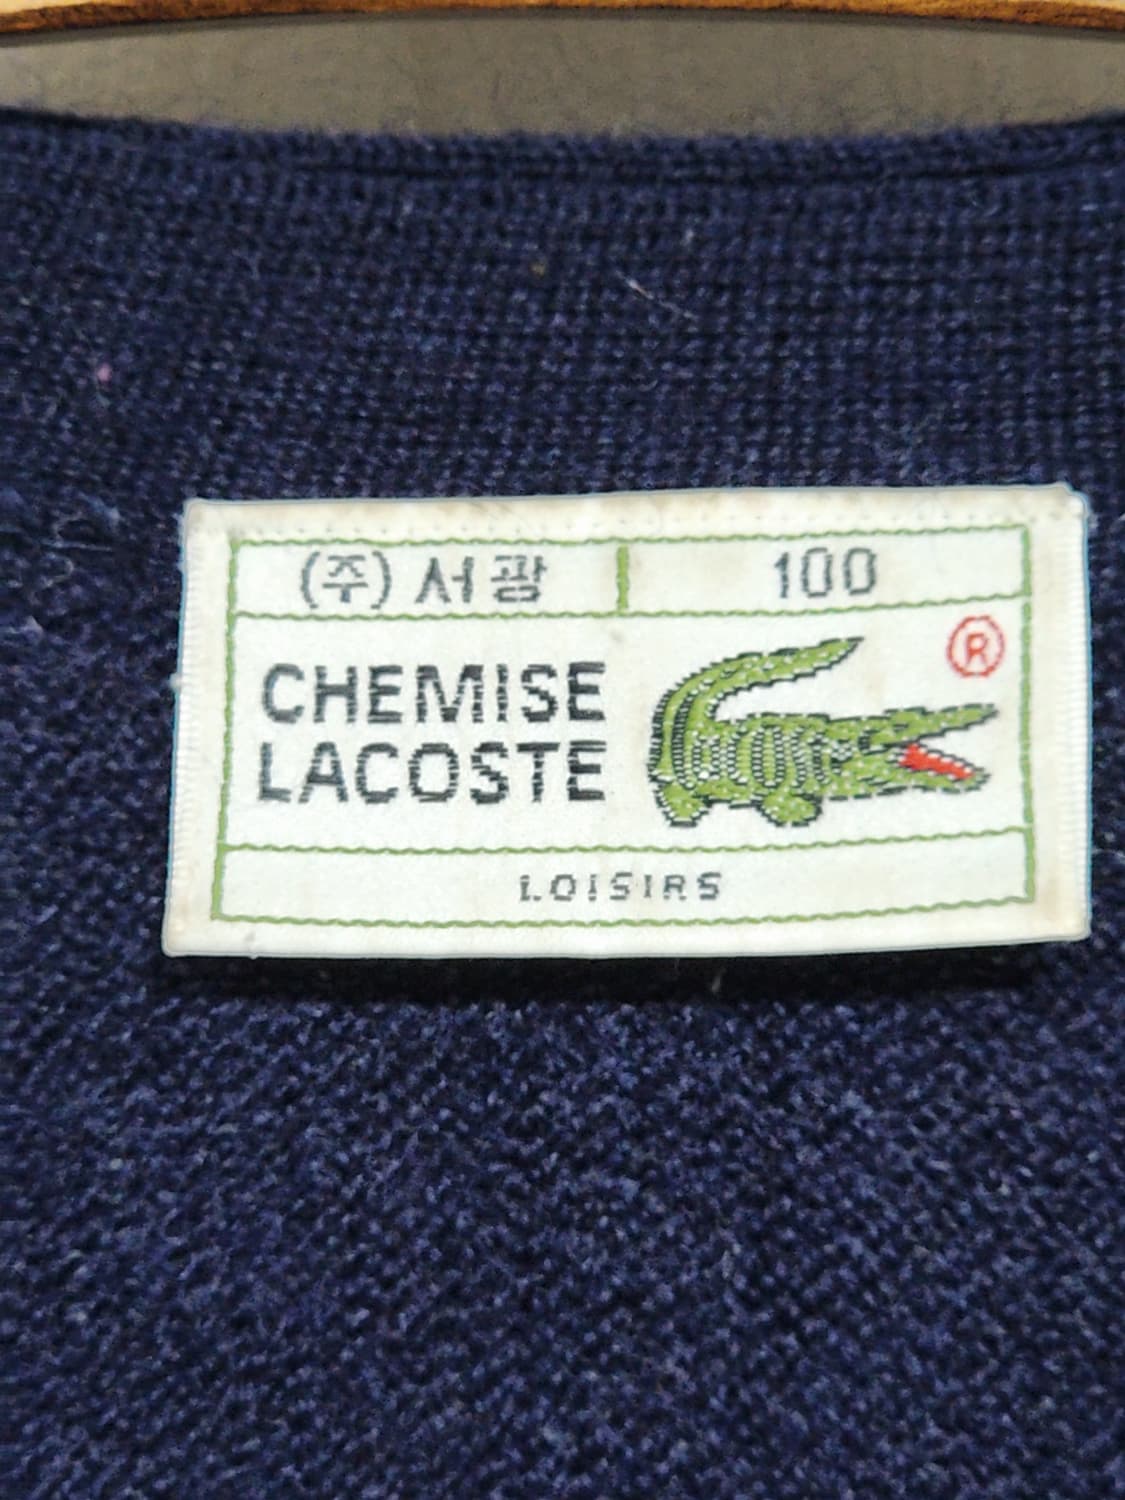 (주) 서광 100
®
CHEMISE
LACOSTE
LOISIRS